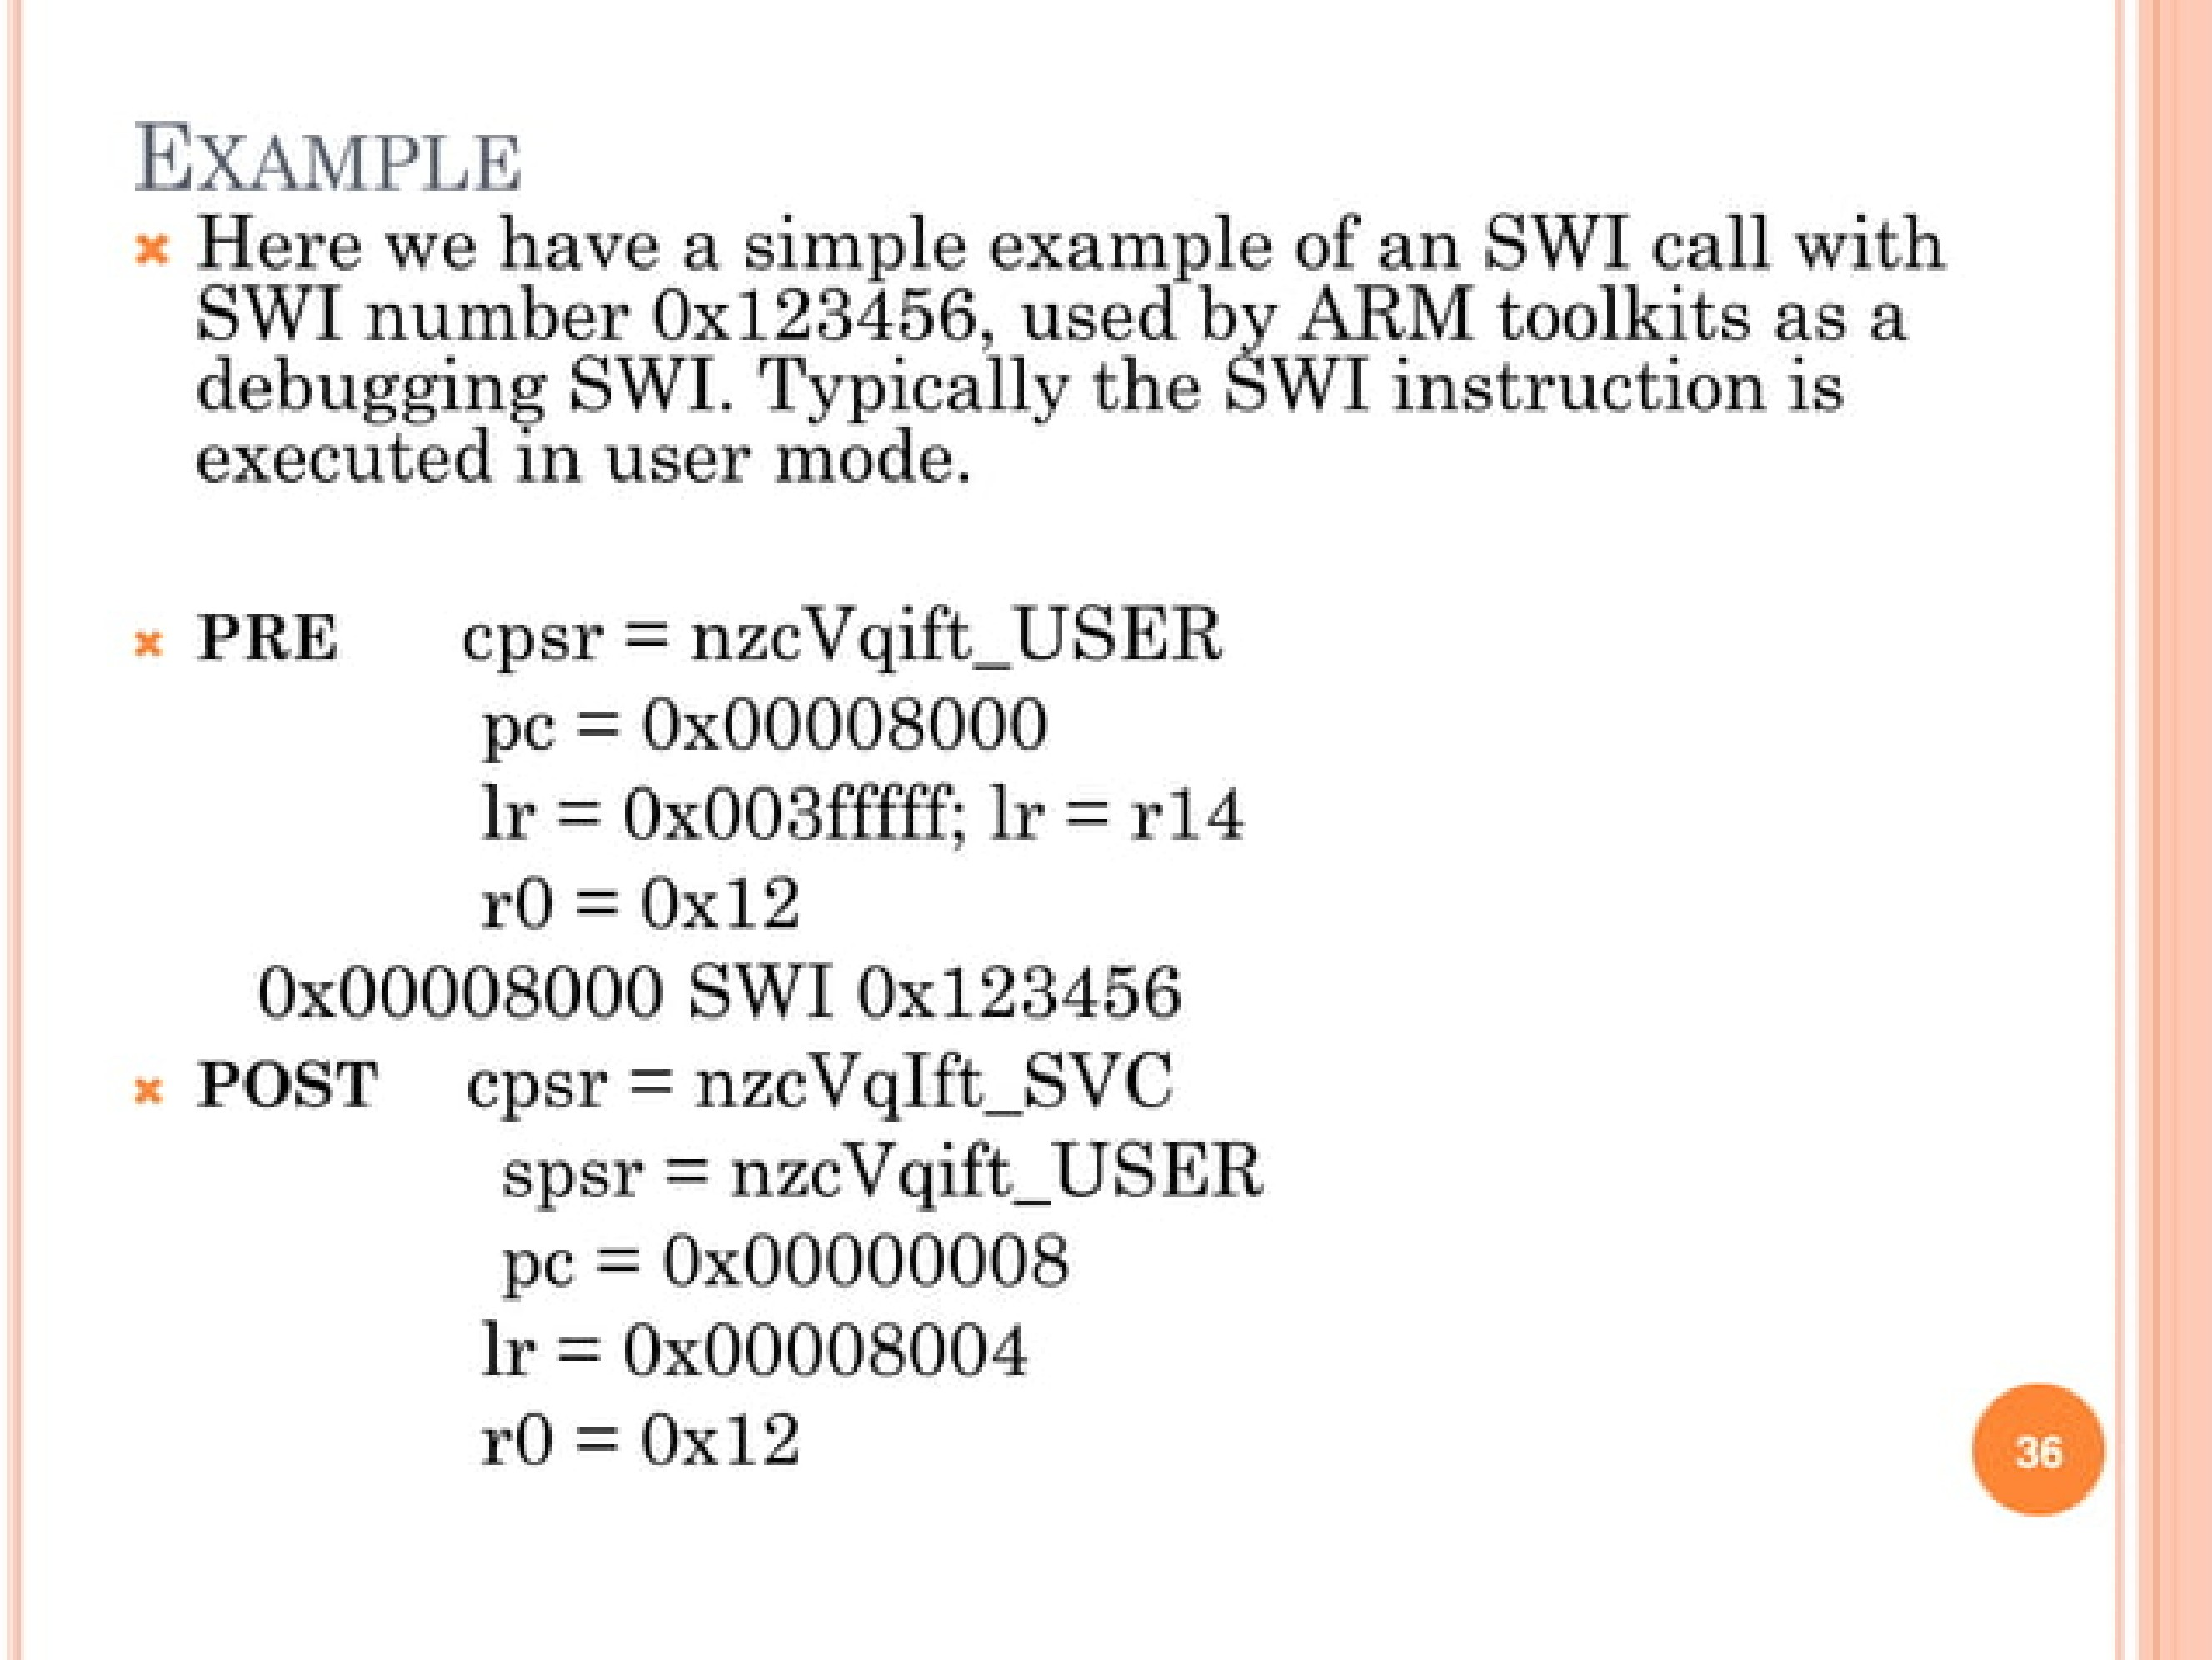 EXAMPLE
Here we have a simple example of an SWI call with
SWI number 0x123456, used by ARM toolkits as a
debugging SWI. Typically the SWI instruction is
executed in user mode.
PRE cpsr = nzcVqift_USER
pc = 0x00008000
lr = 0x003fffff; lr = r14
r0 = 0x12
0x00008000 SWI 0x123456
POST cpsr = nzcVqIft_SVC
spsr = nzcVqift_USER
pc = 0x00000008
lr = 0x00008004
r0 = 0x12
36